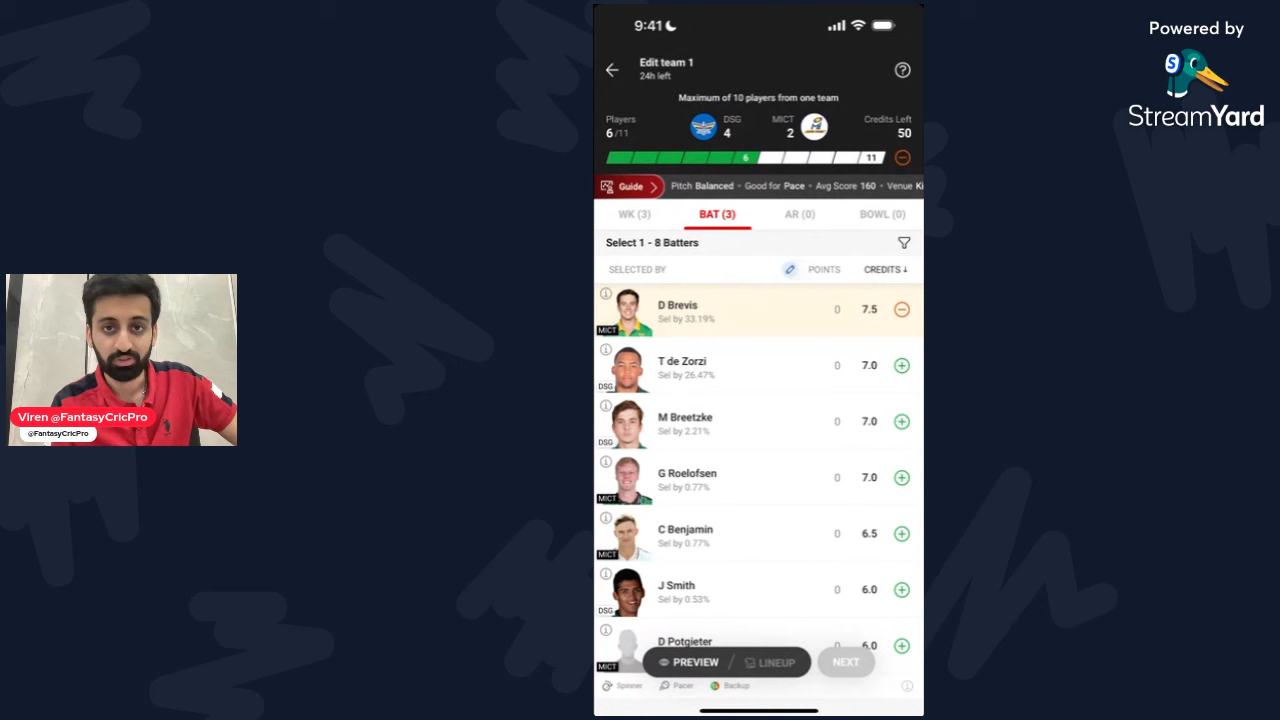 Powered by
StreamYard
Viren @FantasyCricPro
@FantasyCricPro
9:41
Edit team 1
24h left
Maximum of 10 players from one team
Players
6 /11
DSG
4
MICT
2
Credits Left
50
6
11
Guide
Pitch Balanced • Good for Pace • Avg Score 160 • Venue Ki
WK (3)
BAT (3)
AR (0)
BOWL (0)
Select 1 - 8 Batters
SELECTED BY
POINTS
CREDITS ↓
D Brevis
Sel by 33.19%
MICT
0
7.5
T de Zorzi
Sel by 26.47%
DSG
0
7.0
M Breetzke
Sel by 2.21%
DSG
0
7.0
G Roelofsen
Sel by 0.77%
MICT
0
7.0
C Benjamin
Sel by 0.77%
MICT
0
6.5
J Smith
Sel by 0.53%
DSG
0
6.0
D Potgieter
MICT
0
6.0
PREVIEW
LINEUP
NEXT
Spinner
Pacer
Backup